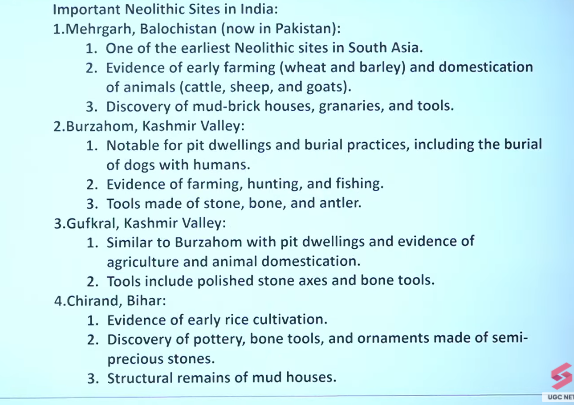 Important Neolithic Sites in India:
1.Mehrgarh, Balochistan (now in Pakistan):
1. One of the earliest Neolithic sites in South Asia.
2. Evidence of early farming (wheat and barley) and domestication
of animals (cattle, sheep, and goats).
3. Discovery of mud-brick houses, granaries, and tools.
2.Burzahom, Kashmir Valley:
1. Notable for pit dwellings and burial practices, including the burial
of dogs with humans.
2. Evidence of farming, hunting, and fishing.
3. Tools made of stone, bone, and antler.
3.Gufkral, Kashmir Valley:
1. Similar to Burzahom with pit dwellings and evidence of
agriculture and animal domestication.
2. Tools include polished stone axes and bone tools.
4.Chirand, Bihar:
1. Evidence of early rice cultivation.
2. Discovery of pottery, bone tools, and ornaments made of semi-
precious stones.
3. Structural remains of mud houses.
UGC NET